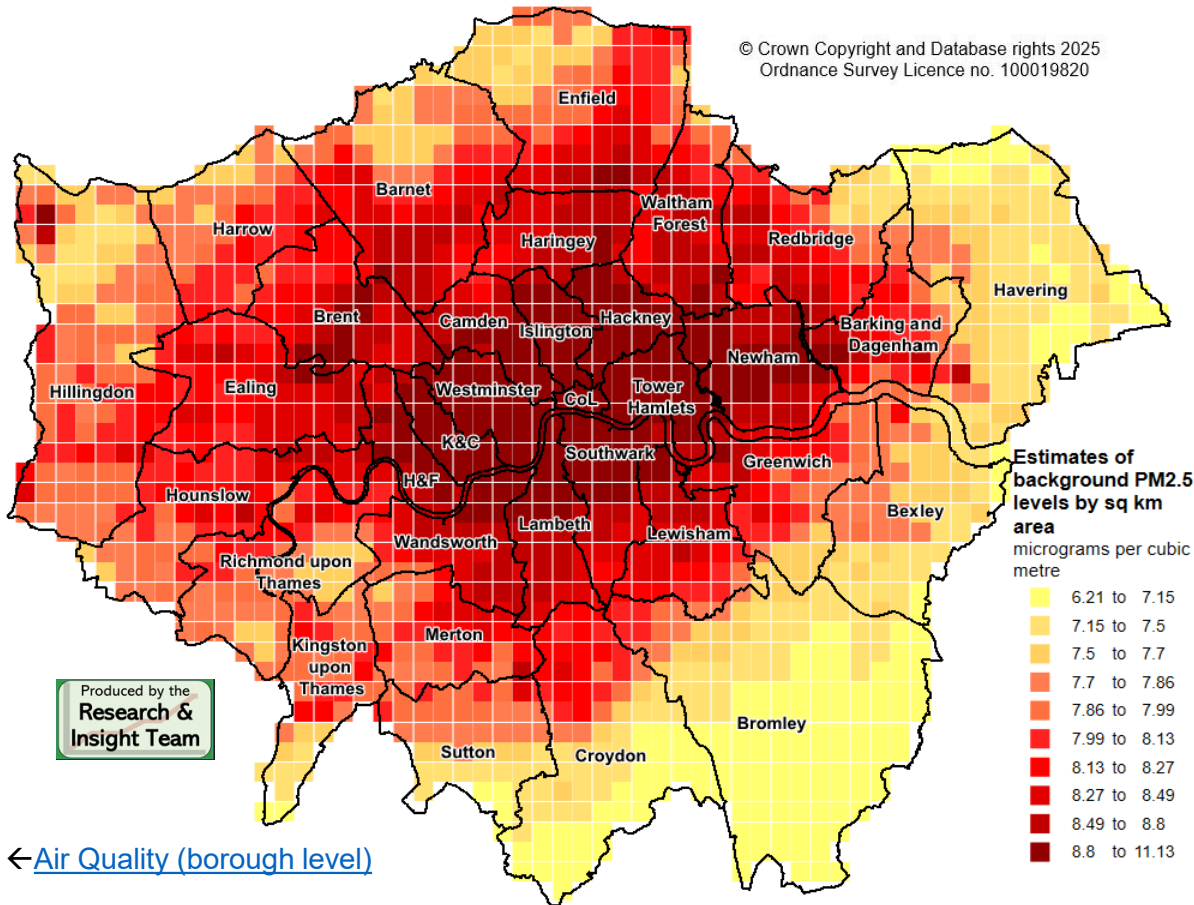 © Crown Copyright and Database rights 2025
Ordnance Survey Licence no. 100019820
Enfield
Barnet
Harrow
Haringey
Waltham
Forest
Redbridge
Havering
Brent
Camden
Islington
Hackney
Barking and
Dagenham
Newham
Hillingdon
Ealing
Westminster
CoL
Tower
Hamlets
K&C
Southwark
Greenwich
H&F
Hounslow
Lambeth
Lewisham
Bexley
Wandsworth
Richmond upon
Thames
Merton
Kingston
upon
Thames
Sutton
Croydon
Bromley
Estimates of
background PM2.5
levels by sq km
area
micrograms per cubic
metre
6.21 to 7.15
7.15 to 7.5
7.5 to 7.7
7.7 to 7.86
7.86 to 7.99
7.99 to 8.13
8.13 to 8.27
8.27 to 8.49
8.49 to 8.8
8.8 to 11.13
Produced by the
Research &
Insight Team
←Air Quality (borough level)